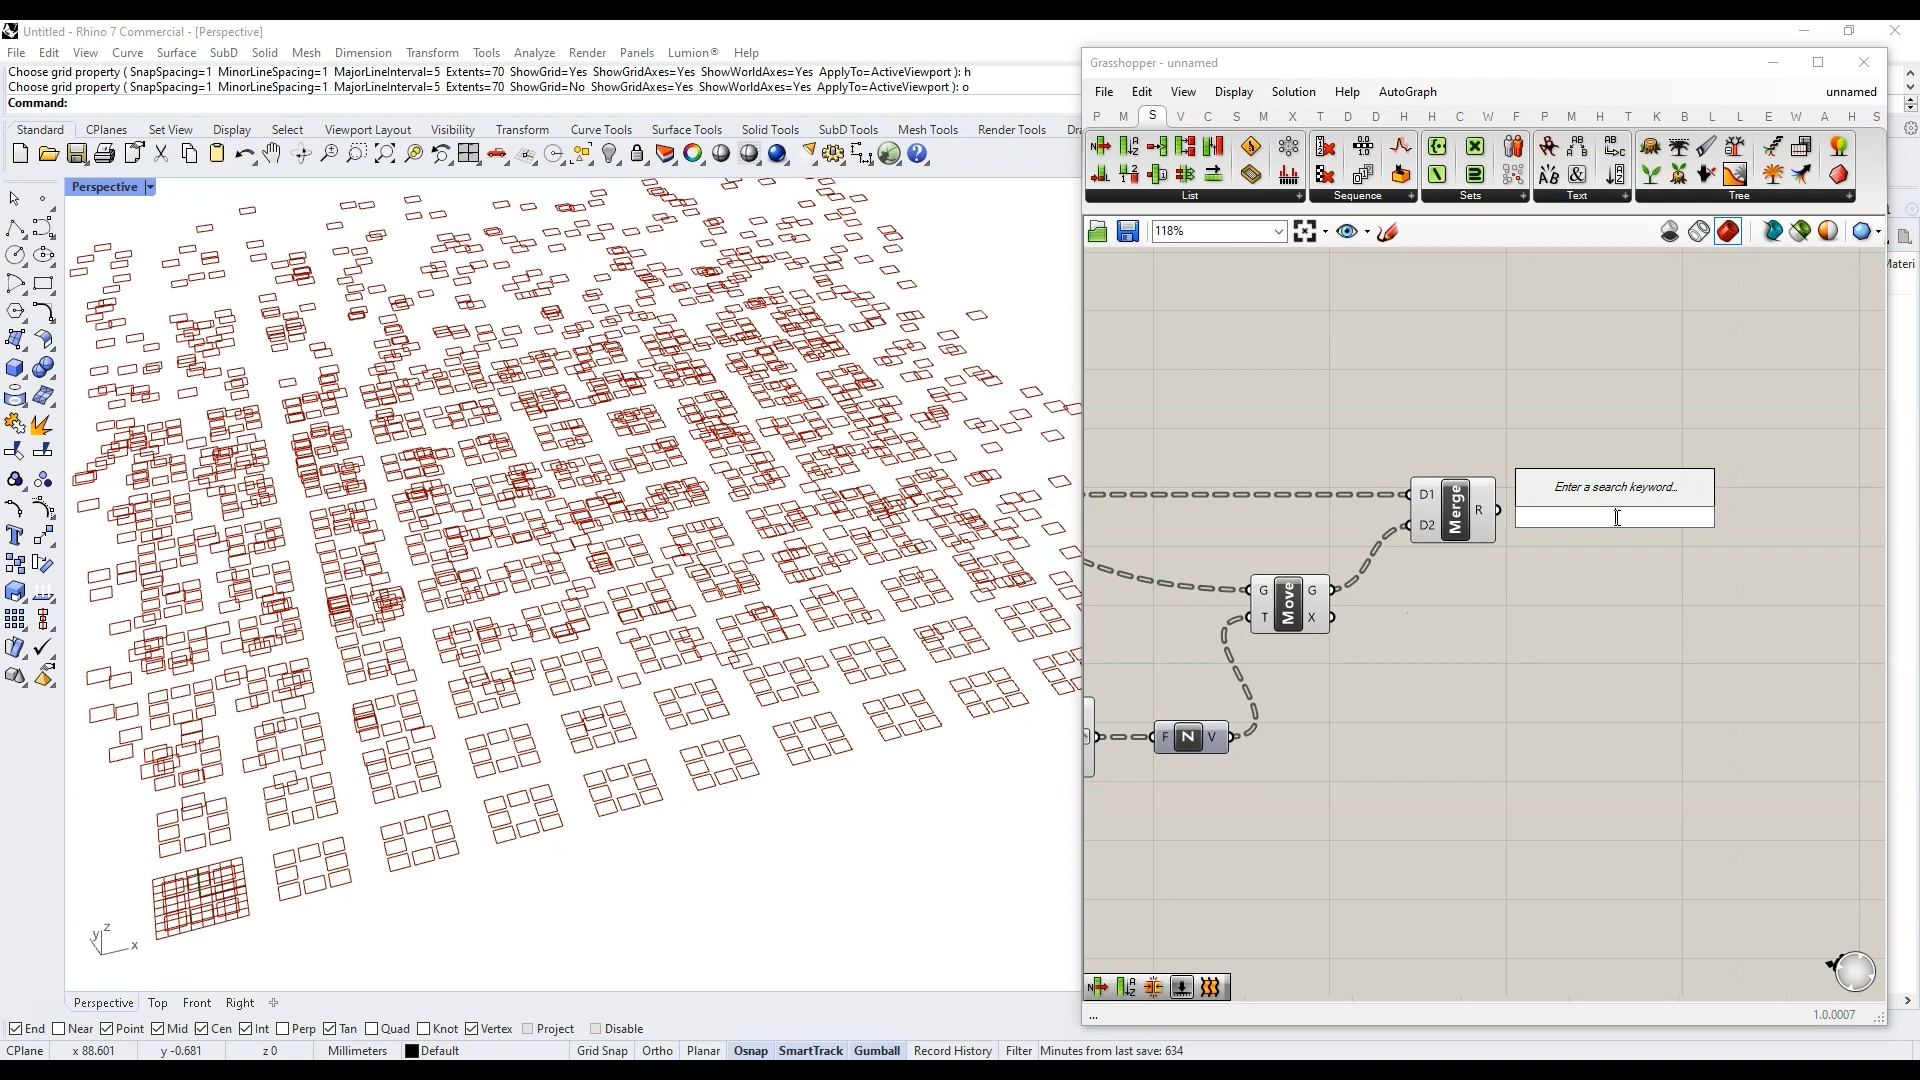 Untitled - Rhino 7 Commercial - [Perspective]
File Edit View Curve Surface SubD Solid Mesh Dimension Transform Tools Analyze Render Panels Lumion® Help
Choose grid property ( SnapSpacing=1 MinorLineSpacing=1 MajorLineInterval=5 Extents=70 ShowGrid=Yes ShowGridAxes=Yes ShowWorldAxes=Yes ApplyTo=ActiveViewport ): h
Choose grid property ( SnapSpacing=1 MinorLineSpacing=1 MajorLineInterval=5 Extents=70 ShowGrid=No ShowGridAxes=Yes ShowWorldAxes=Yes ApplyTo=ActiveViewport ): o
Command:
Standard CPlanes Set View Display Select Viewport Layout Visibility Transform Curve Tools Surface Tools Solid Tools SubD Tools Mesh Tools Render Tools Dra
Perspective
z
y
x
Perspective Top Front Right
End Near Point Mid Cen Int Perp Tan Quad Knot Vertex Project Disable
CPlane x 88.601 y -0.681 z 0 Millimeters Default Grid Snap Ortho Planar Osnap SmartTrack Gumball Record History Filter Minutes from last save: 634
Grasshopper - unnamed
File Edit View Display Solution Help AutoGraph unnamed
P M S V C S M X T D D H H C W F P M H T K B L L E W A H S
List Sequence Sets Text Tree
118%
Materi
D1
D2
Merge
R
Enter a search keyword...
G
T
Move
G
X
F N V
...
1.0.0007